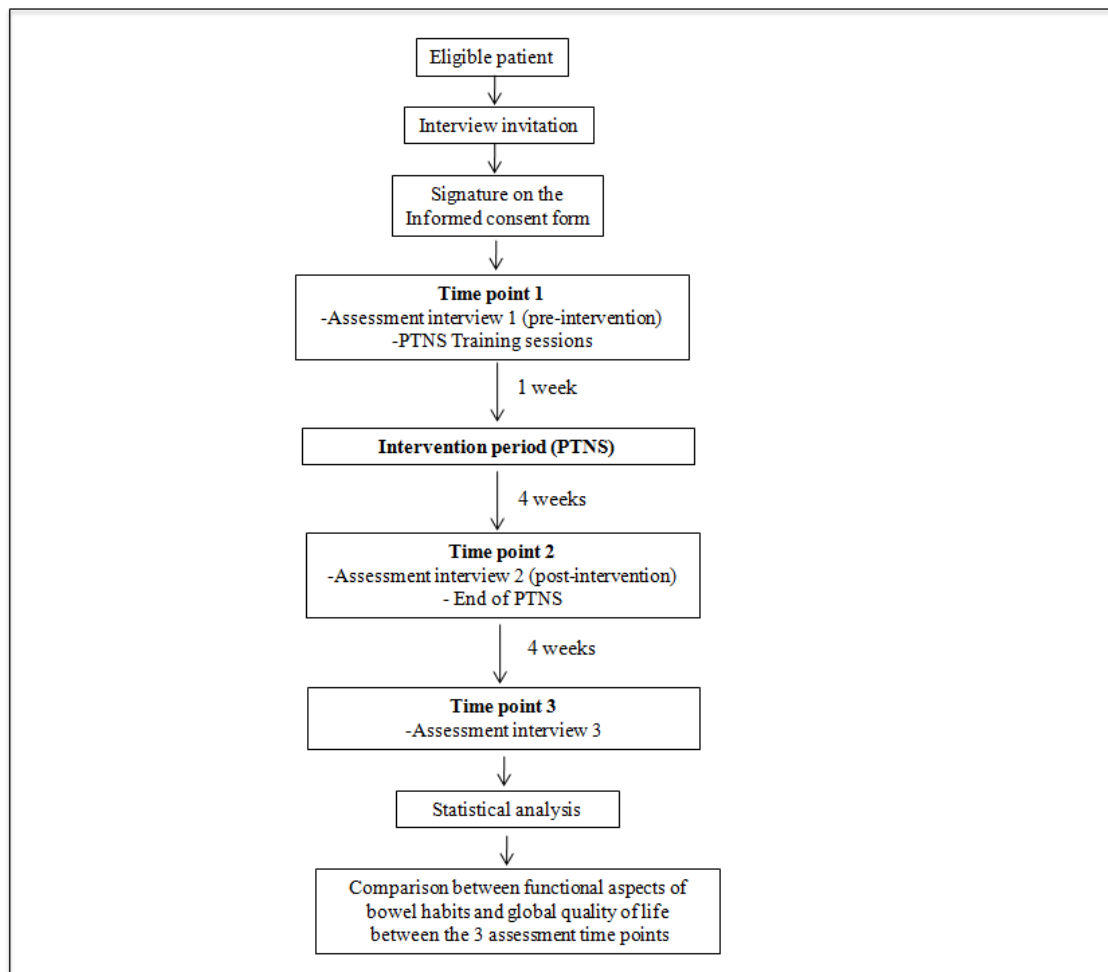 Eligible patient
Interview invitation
Signature on the
Informed consent form
Time point 1
-Assessment interview 1 (pre-intervention)
-PTNS Training sessions
1 week
Intervention period (PTNS)
4 weeks
Time point 2
-Assessment interview 2 (post-intervention)
- End of PTNS
4 weeks
Time point 3
-Assessment interview 3
Statistical analysis
Comparison between functional aspects of
bowel habits and global quality of life
between the 3 assessment time points